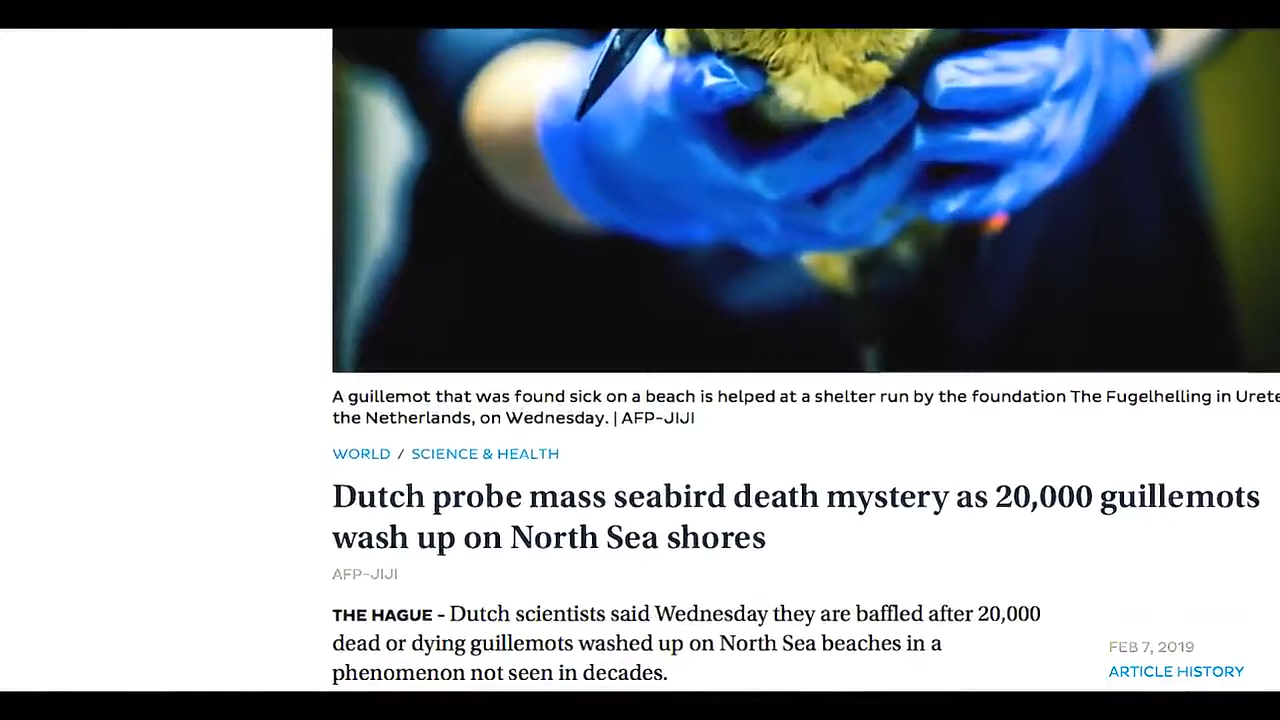 A guillemot that was found sick on a beach is helped at a shelter run by the foundation The Fugelhelling in
the Netherlands, on Wednesday. | AFP-JIJI
WORLD / SCIENCE & HEALTH
Dutch probe mass seabird death mystery as 20,000 guillemots
wash up on North Sea shores
AFP-JIJI
THE HAGUE - Dutch scientists said Wednesday they are baffled after 20,000
dead or dying guillemots washed up on North Sea beaches in a
phenomenon not seen in decades.
FEB 7, 2019
ARTICLE HISTORY